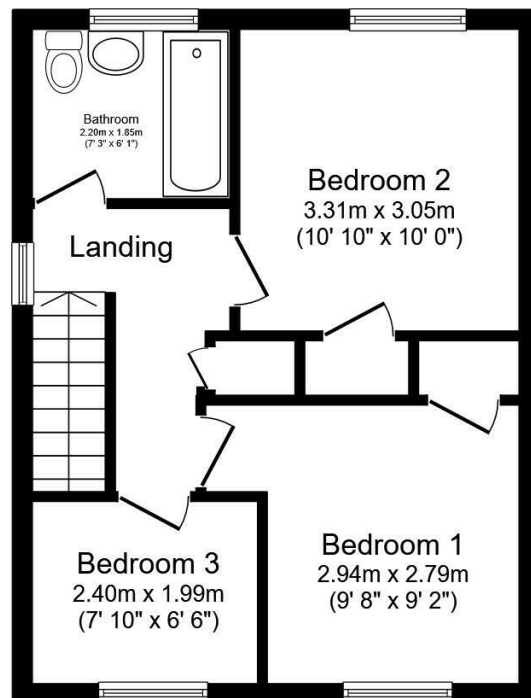 Bathroom
2.20m x 1.85m
(7' 3" x 6' 1")
Bedroom 2
3.31m x 3.05m
(10' 10" x 10' 0")
Landing
Bedroom 1
2.94m x 2.79m
(9' 8" x 9' 2")
Bedroom 3
2.40m x 1.99m
(7' 10" x 6' 6")